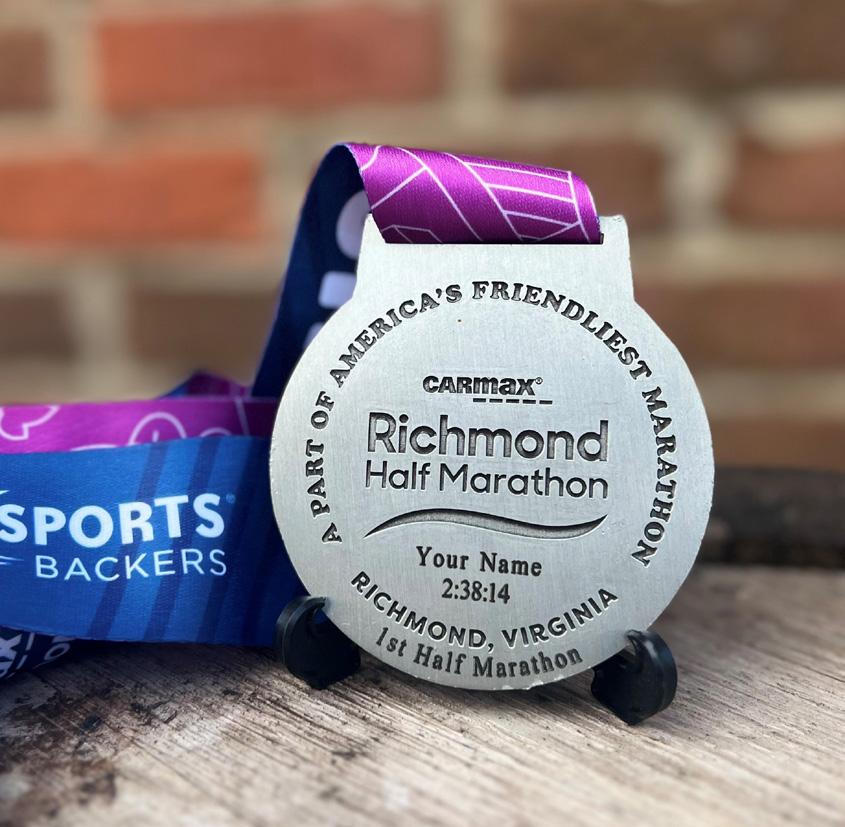 A PART OF AMERICA'S FRIENDLIEST MARATHON
CARMAX®
Richmond
Half Marathon
Your Name
2:38:14
RICHMOND, VIRGINIA
1st Half Marathon
SPORTS
BACKERS